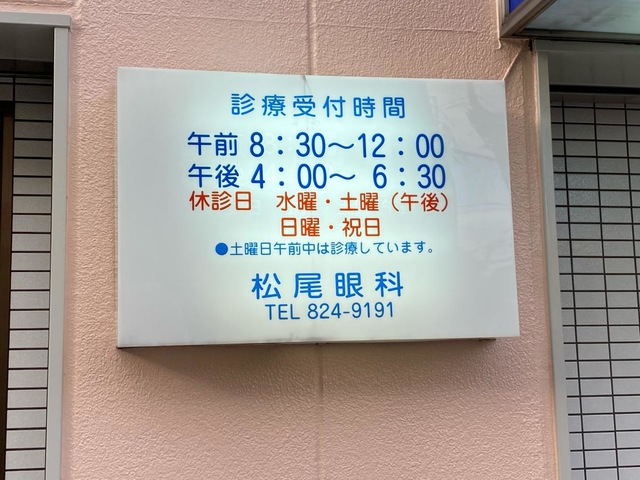 診療受付時間
午前 8：30〜12：00
午後 4：00〜 6：30
休診日 水曜・土曜（午後）
日曜・祝日
●土曜日午前中は診療しています。
松尾眼科
TEL 824-9191